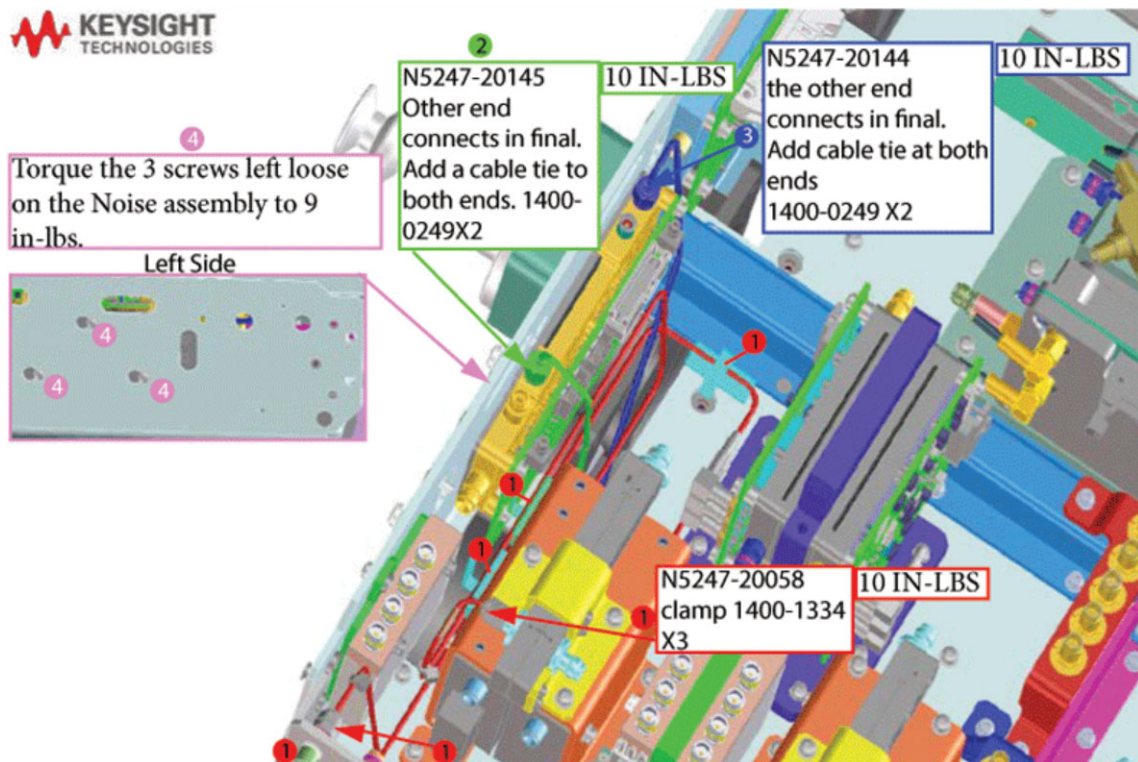 KEYSIGHT
TECHNOLOGIES
2
N5247-20145
Other end
connects in final.
Add a cable tie to
both ends. 1400-
0249X2
10 IN-LBS
N5247-20144
the other end
connects in final.
Add cable tie at both
ends
1400-0249 X2
10 IN-LBS
3
4
Torque the 3 screws left loose
on the Noise assembly to 9
in-lbs.
Left Side
4
4
4
1
1
1
N5247-20058
clamp 1400-1334
X3
10 IN-LBS
1
1
1